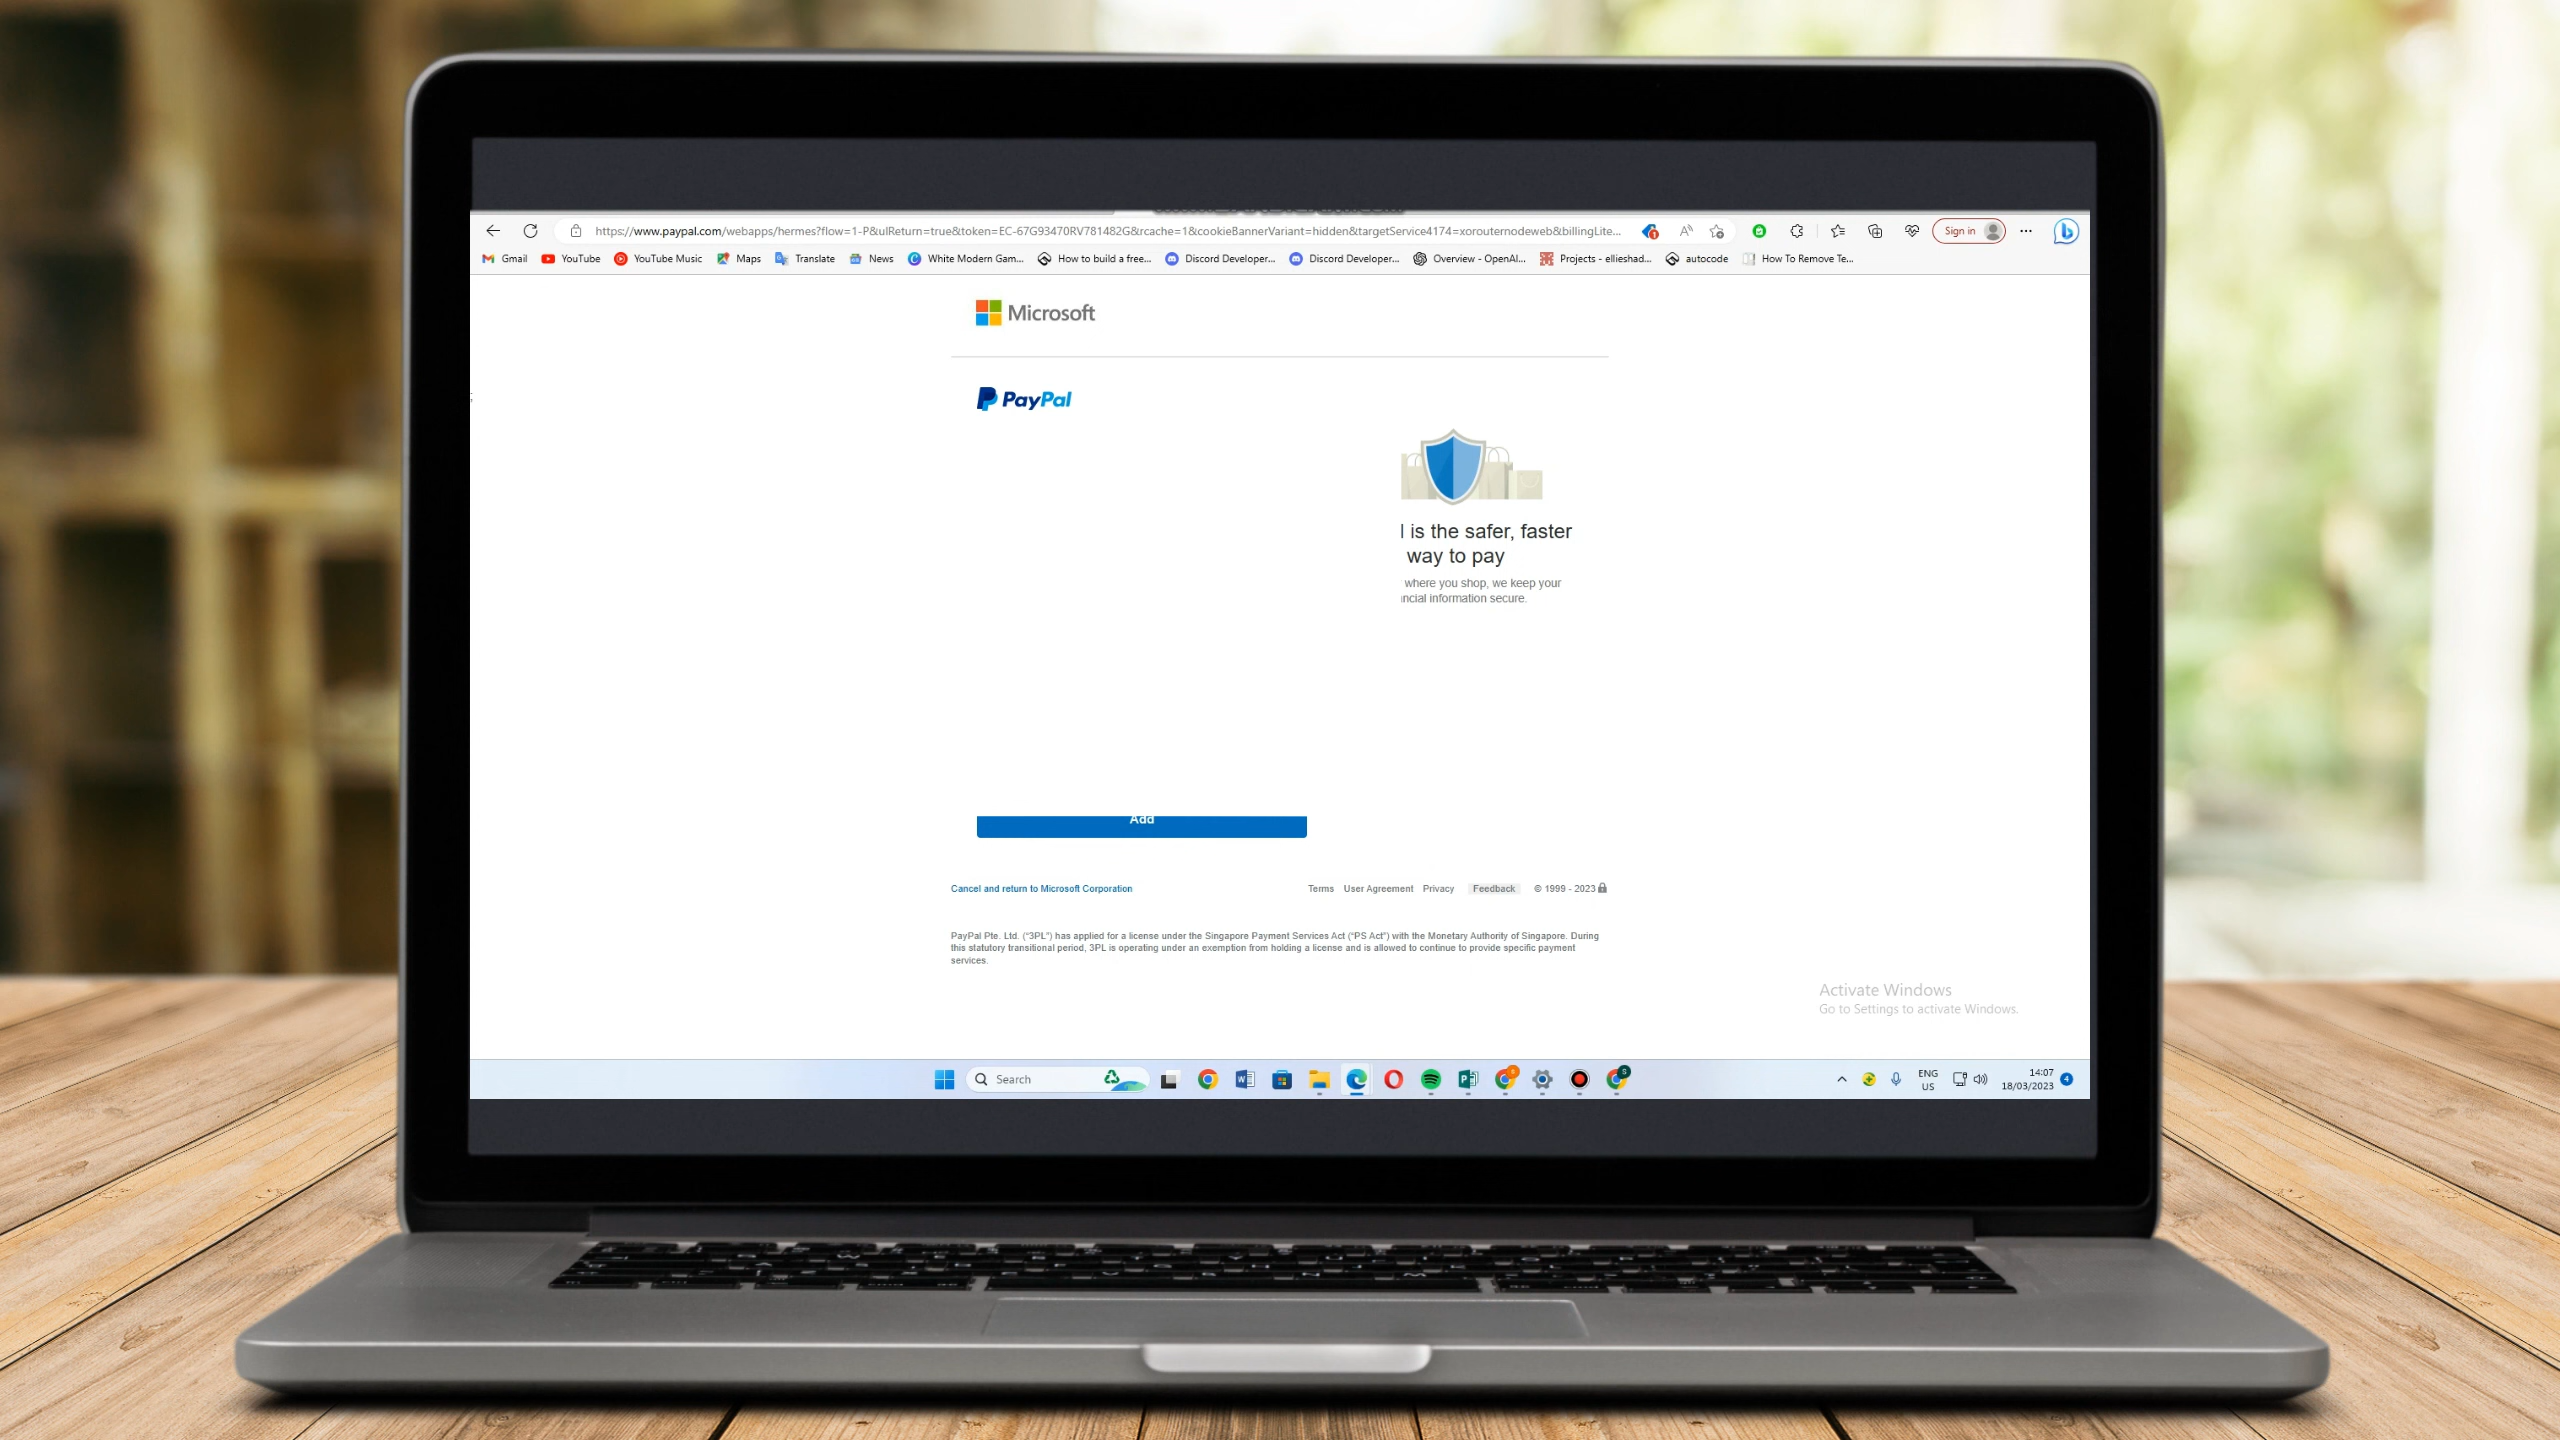 https://www.paypal.com/webapps/hermes?flow=1-P&ulReturn=true&token=EC-67G93470RV781482G&rcache=1&cookieBannerVariant=hidden&targetService4174=xorouternodeweb&billingLite...
Sign in
Gmail YouTube YouTube Music Maps Translate News White Modern Gam... How to build a free... Discord Developer... Discord Developer... Overview - OpenAI... Projects - ellieshad... autocode How To Remove Te...
Microsoft
PayPal
l is the safer, faster
way to pay
where you shop, we keep your
ncial information secure.
Add
Cancel and return to Microsoft Corporation
Terms User Agreement Privacy Feedback © 1999 - 2023
PayPal Pte. Ltd. (“3PL”) has applied for a license under the Singapore Payment Services Act (“PS Act”) with the Monetary Authority of Singapore. During
this statutory transitional period, 3PL is operating under an exemption from holding a license and is allowed to continue to provide specific payment
services.
Activate Windows
Go to Settings to activate Windows.
Search
ENG
US
14:07
18/03/2023
4